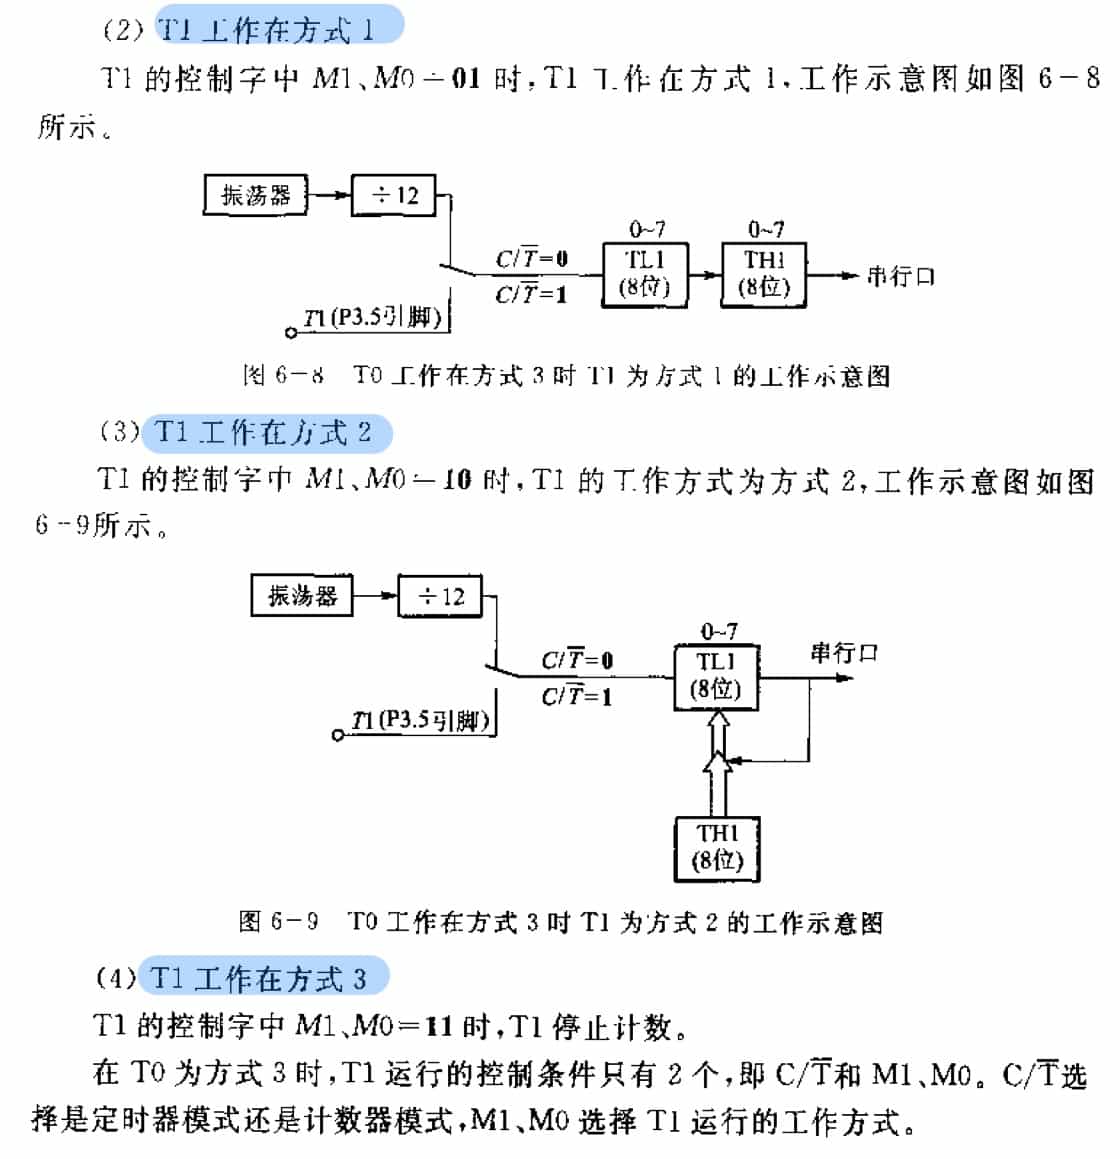 (2) T1 工作在方式 1
T1 的控制字中 M1、M0=01 时,T1 工作在方式 1,工作示意图如图 6-8
所示。
振荡器
÷12
0~7
0~7
C/T̅=0
TL1
TH1
C/T̅=1
(8位)
(8位)
串行口
T1(P3.5引脚)
图 6-8 T0 工作在方式 3 时 T1 为方式 1 的工作示意图
(3) T1 工作在方式 2
T1 的控制字中 M1、M0=10 时,T1 的工作方式为方式 2,工作示意图如图
6-9所示。
振荡器
÷12
0~7
串行口
C/T̅=0
TL1
C/T̅=1
(8位)
T1(P3.5引脚)
TH1
(8位)
图 6-9 T0 工作在方式 3 时 T1 为方式 2 的工作示意图
(4) T1 工作在方式 3
T1 的控制字中 M1、M0=11 时,T1 停止计数。
在 T0 为方式 3 时,T1 运行的控制条件只有 2 个,即 C/T̅和 M1、M0。C/T̅选
择是定时器模式还是计数器模式,M1、M0 选择 T1 运行的工作方式。